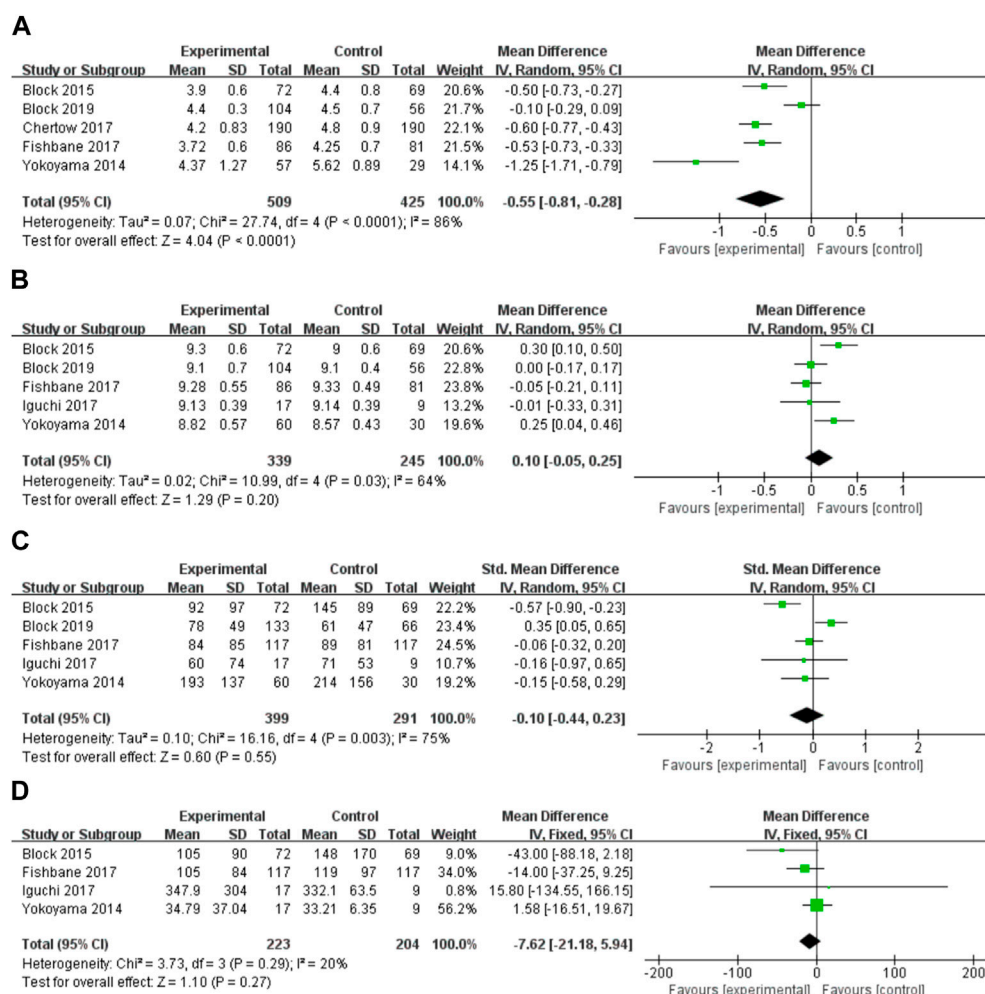 A
Experimental Control Mean Difference Mean Difference
Study or Subgroup Mean SD Total Mean SD Total Weight IV, Random, 95% CI IV, Random, 95% CI
Block 2015 3.9 0.6 72 4.4 0.8 69 20.6% -0.50 [-0.73, -0.27]
Block 2019 4.4 0.3 104 4.5 0.7 56 21.7% -0.10 [-0.29, 0.09]
Chertow 2017 4.2 0.83 190 4.8 0.9 190 22.1% -0.60 [-0.77, -0.43]
Fishbane 2017 3.72 0.6 86 4.25 0.7 81 21.5% -0.53 [-0.73, -0.33]
Yokoyama 2014 4.37 1.27 57 5.62 0.89 29 14.1% -1.25 [-1.71, -0.79]
Total (95% CI) 509 425 100.0% -0.55 [-0.81, -0.28]
Heterogeneity: Tau² = 0.07; Chi² = 27.74, df = 4 (P < 0.0001); I² = 86%
Test for overall effect: Z = 4.04 (P < 0.0001)
-1 -0.5 0 0.5 1
Favours [experimental] Favours [control]
B
Experimental Control Mean Difference Mean Difference
Study or Subgroup Mean SD Total Mean SD Total Weight IV, Random, 95% CI IV, Random, 95% CI
Block 2015 9.3 0.6 72 9 0.6 69 20.6% 0.30 [0.10, 0.50]
Block 2019 9.1 0.7 104 9.1 0.4 56 22.8% 0.00 [-0.17, 0.17]
Fishbane 2017 9.28 0.55 86 9.33 0.49 81 23.8% -0.05 [-0.21, 0.11]
Iguchi 2017 9.13 0.39 17 9.14 0.39 9 13.2% -0.01 [-0.33, 0.31]
Yokoyama 2014 8.82 0.57 60 8.57 0.43 30 19.6% 0.25 [0.04, 0.46]
Total (95% CI) 339 245 100.0% 0.10 [-0.05, 0.25]
Heterogeneity: Tau² = 0.02; Chi² = 10.99, df = 4 (P = 0.03); I² = 64%
Test for overall effect: Z = 1.29 (P = 0.20)
-1 -0.5 0 0.5 1
Favours [experimental] Favours [control]
C
Experimental Control Std. Mean Difference Std. Mean Difference
Study or Subgroup Mean SD Total Mean SD Total Weight IV, Random, 95% CI IV, Random, 95% CI
Block 2015 92 97 72 145 89 69 22.2% -0.57 [-0.90, -0.23]
Block 2019 78 49 133 61 47 66 23.4% 0.35 [0.05, 0.65]
Fishbane 2017 84 85 117 89 81 117 24.5% -0.06 [-0.32, 0.20]
Iguchi 2017 60 74 17 71 53 9 10.7% -0.16 [-0.97, 0.65]
Yokoyama 2014 193 137 60 214 156 30 19.2% -0.15 [-0.58, 0.29]
Total (95% CI) 399 291 100.0% -0.10 [-0.44, 0.23]
Heterogeneity: Tau² = 0.10; Chi² = 16.16, df = 4 (P = 0.003); I² = 75%
Test for overall effect: Z = 0.60 (P = 0.55)
-2 -1 0 1 2
Favours [experimental] Favours [control]
D
Experimental Control Mean Difference Mean Difference
Study or Subgroup Mean SD Total Mean SD Total Weight IV, Fixed, 95% CI IV, Fixed, 95% CI
Block 2015 105 90 72 148 170 69 9.0% -43.00 [-88.18, 2.18]
Fishbane 2017 105 84 117 119 97 117 34.0% -14.00 [-37.25, 9.25]
Iguchi 2017 347.9 304 17 332.1 63.5 9 0.8% 15.80 [-134.55, 166.15]
Yokoyama 2014 34.79 37.04 17 33.21 6.35 9 56.2% 1.58 [-16.51, 19.67]
Total (95% CI) 223 204 100.0% -7.62 [-21.18, 5.94]
Heterogeneity: Chi² = 3.73, df = 3 (P = 0.29); I² = 20%
Test for overall effect: Z = 1.10 (P = 0.27)
-200 -100 0 100 200
Favours [experimental] Favours [control]